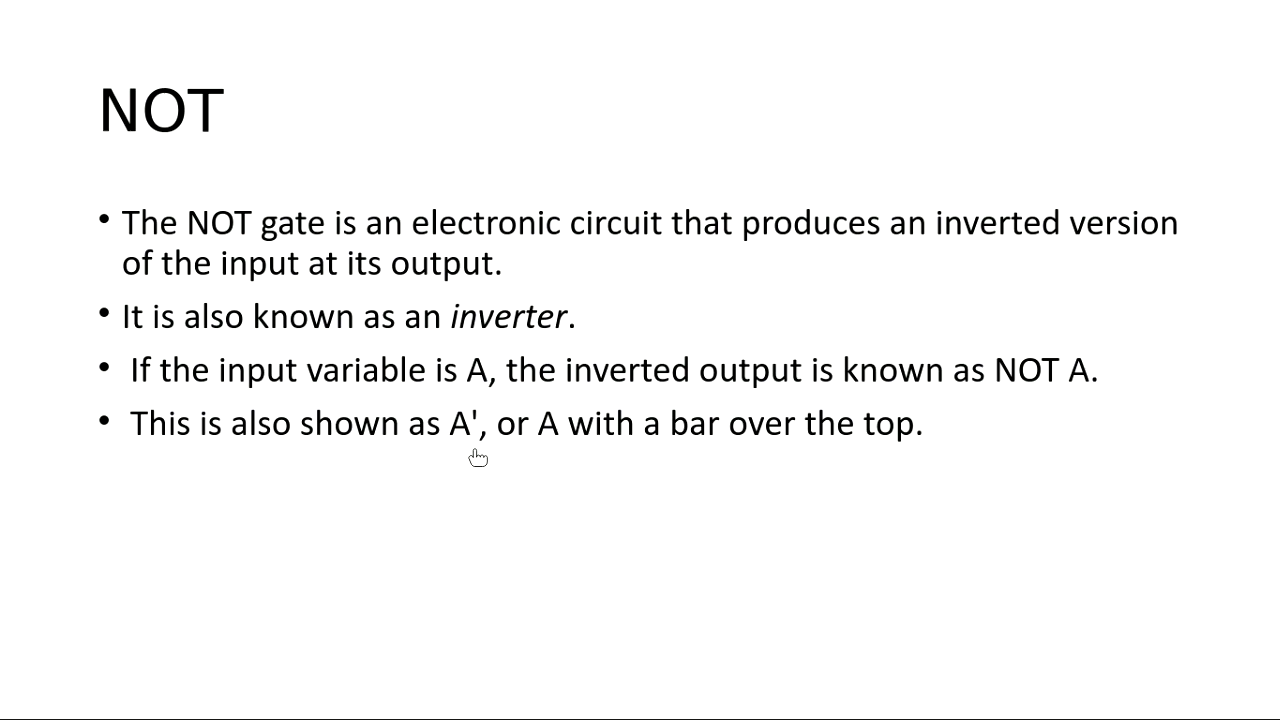 NOT
• The NOT gate is an electronic circuit that produces an inverted version
of the input at its output.
• It is also known as an inverter.
• If the input variable is A, the inverted output is known as NOT A.
• This is also shown as A', or A with a bar over the top.